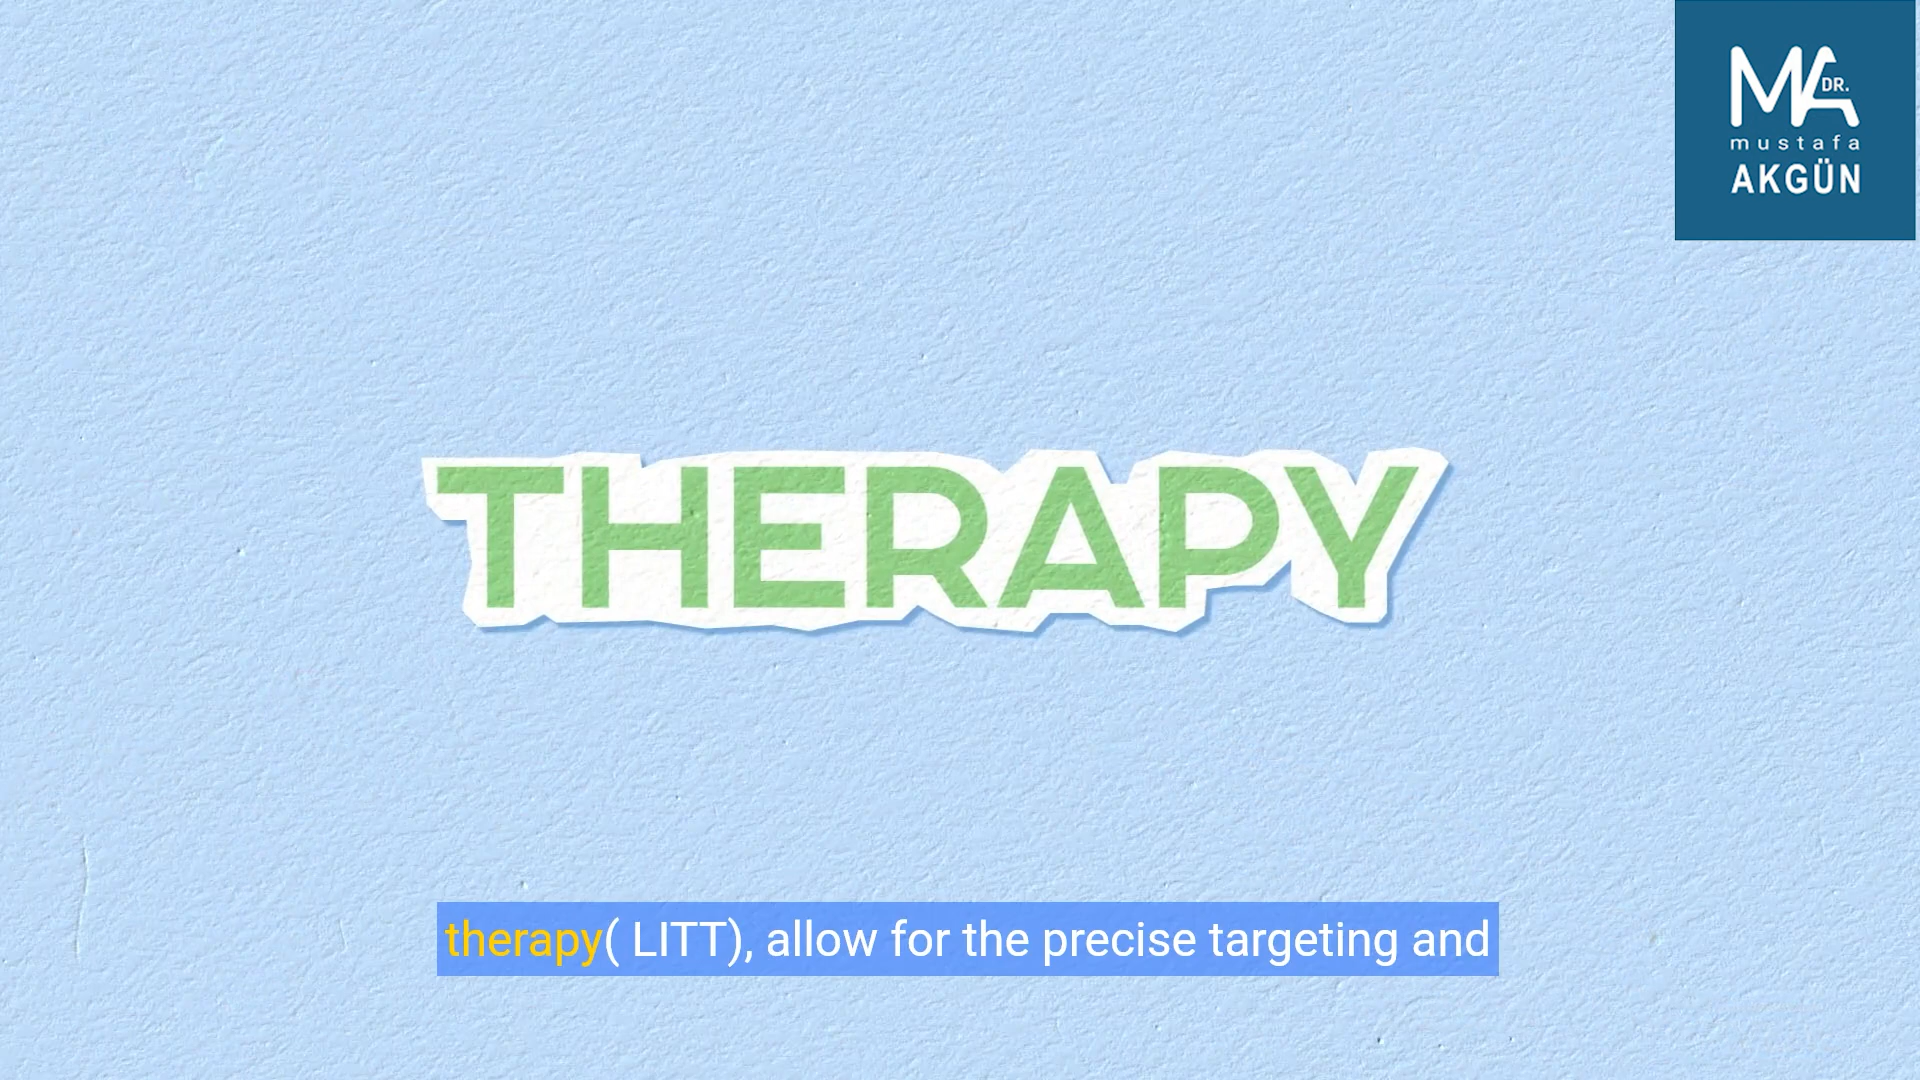 MA DR.
mustafa
AKGÜN
THERAPY
therapy( LITT), allow for the precise targeting and